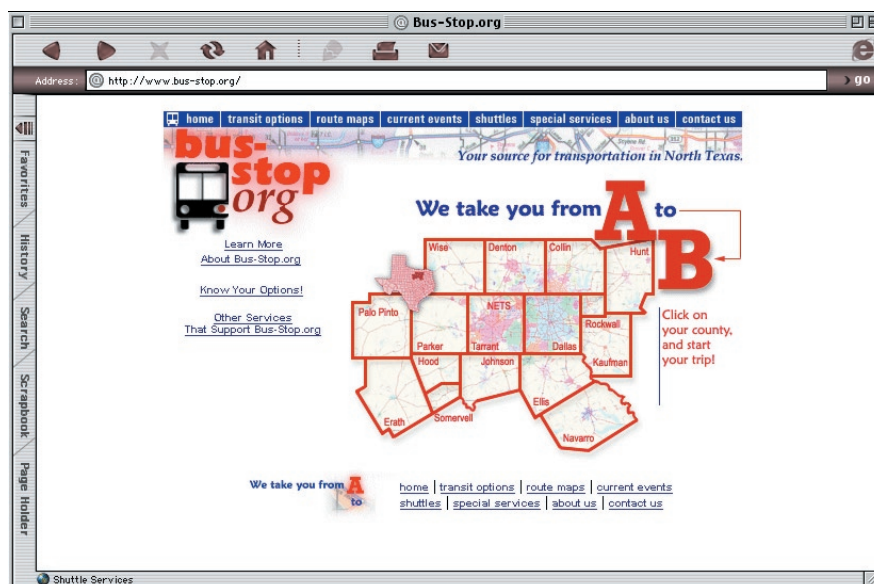 @ Bus-Stop.org
Address: @ http://www.bus-stop.org/ › go
home | transit options | route maps | current events | shuttles | special services | about us | contact us
bus-
stop
.org
Your source for transportation in North Texas.
We take you from A to
B
Learn More
About Bus-Stop.org
Know Your Options!
Other Services
That Support Bus-Stop.org
Wise
Denton
Collin
Hunt
Palo Pinto
NETS
Parker
Tarrant
Dallas
Rockwall
Kaufman
Hood
Johnson
Ellis
Erath
Somervell
Navarro
Click on
your county,
and start
your trip!
Favorites
History
Search
Scrapbook
Page Holder
We take you from A
to
home | transit options | route maps | current events
shuttles | special services | about us | contact us
Shuttle Services